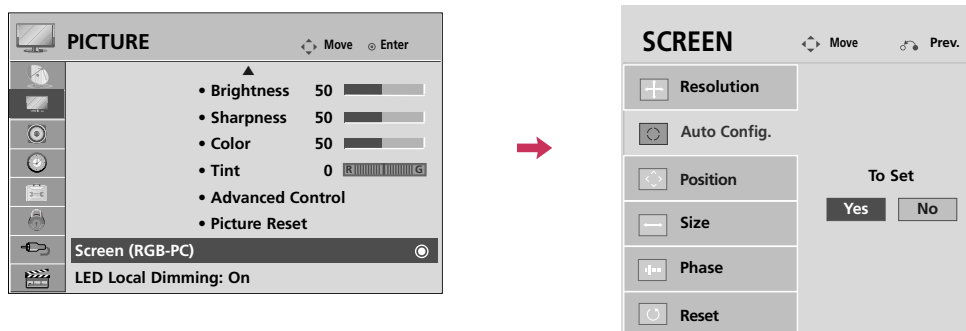 PICTURE
Move
Enter
• Brightness 50
• Sharpness 50
• Color 50
• Tint 0 R G
• Advanced Control
• Picture Reset
Screen (RGB-PC)
LED Local Dimming: On
SCREEN
Move
Prev.
Resolution
Auto Config.
Position
Size
Phase
Reset
To Set
Yes No